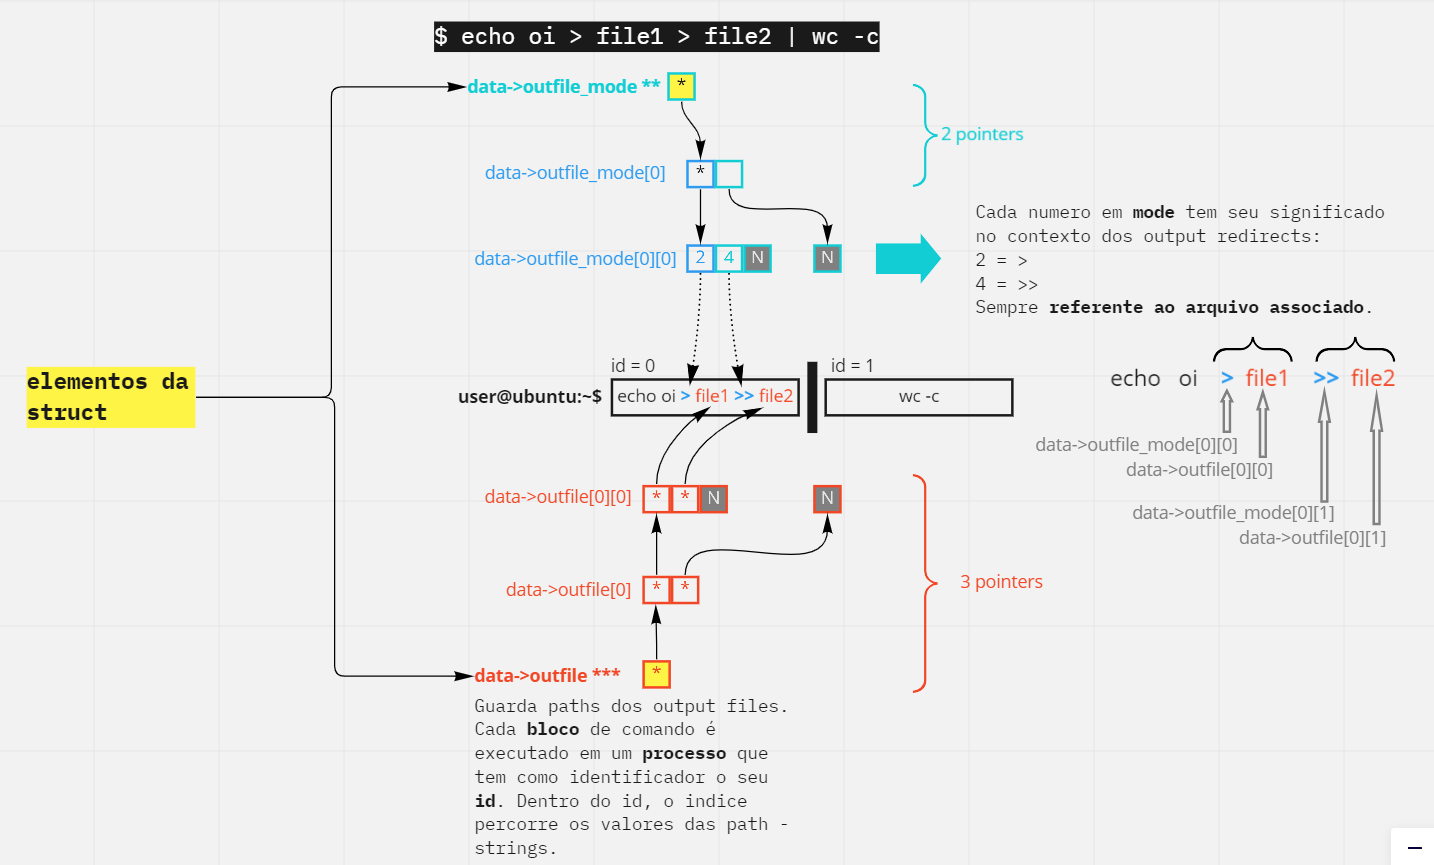 $ echo oi > file1 > file2 | wc -c
data->outfile_mode ** *
2 pointers
data->outfile_mode[0] *
data->outfile_mode[0][0] 2 4 N N
Cada numero em mode tem seu significado
no contexto dos output redirects:
2 = >
4 = >>
Sempre referente ao arquivo associado.
elementos da
struct
id = 0
id = 1
user@ubuntu:~$ echo oi > file1 >> file2
wc -c
echo oi > file1 >> file2
data->outfile_mode[0][0]
data->outfile[0][0]
data->outfile_mode[0][1]
data->outfile[0][1]
data->outfile[0][0] * * N N
data->outfile[0] * *
3 pointers
data->outfile *** *
Guarda paths dos output files.
Cada bloco de comando é
executado em um processo que
tem como identificador o seu
id. Dentro do id, o indice
percorre os valores das path -
strings.